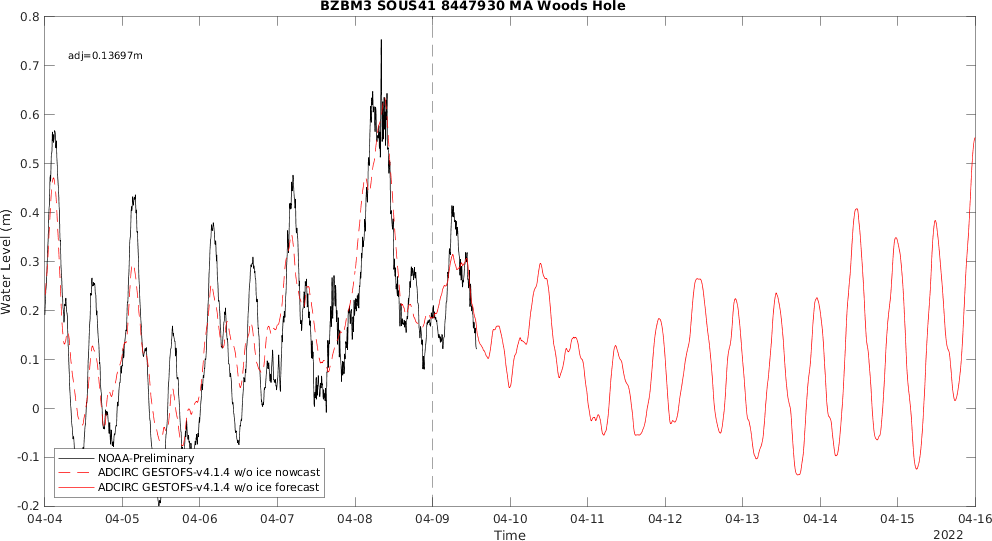 BZBM3 SOUS41 8447930 MA Woods Hole
adj=0.13697m
Water Level (m)
0.8
0.7
0.6
0.5
0.4
0.3
0.2
0.1
0
-0.1
-0.2
NOAA-Preliminary
ADCIRC GESTOFS-v4.1.4 w/o ice nowcast
ADCIRC GESTOFS-v4.1.4 w/o ice forecast
04-04 04-05 04-06 04-07 04-08 04-09 04-10 04-11 04-12 04-13 04-14 04-15 04-16
Time
2022